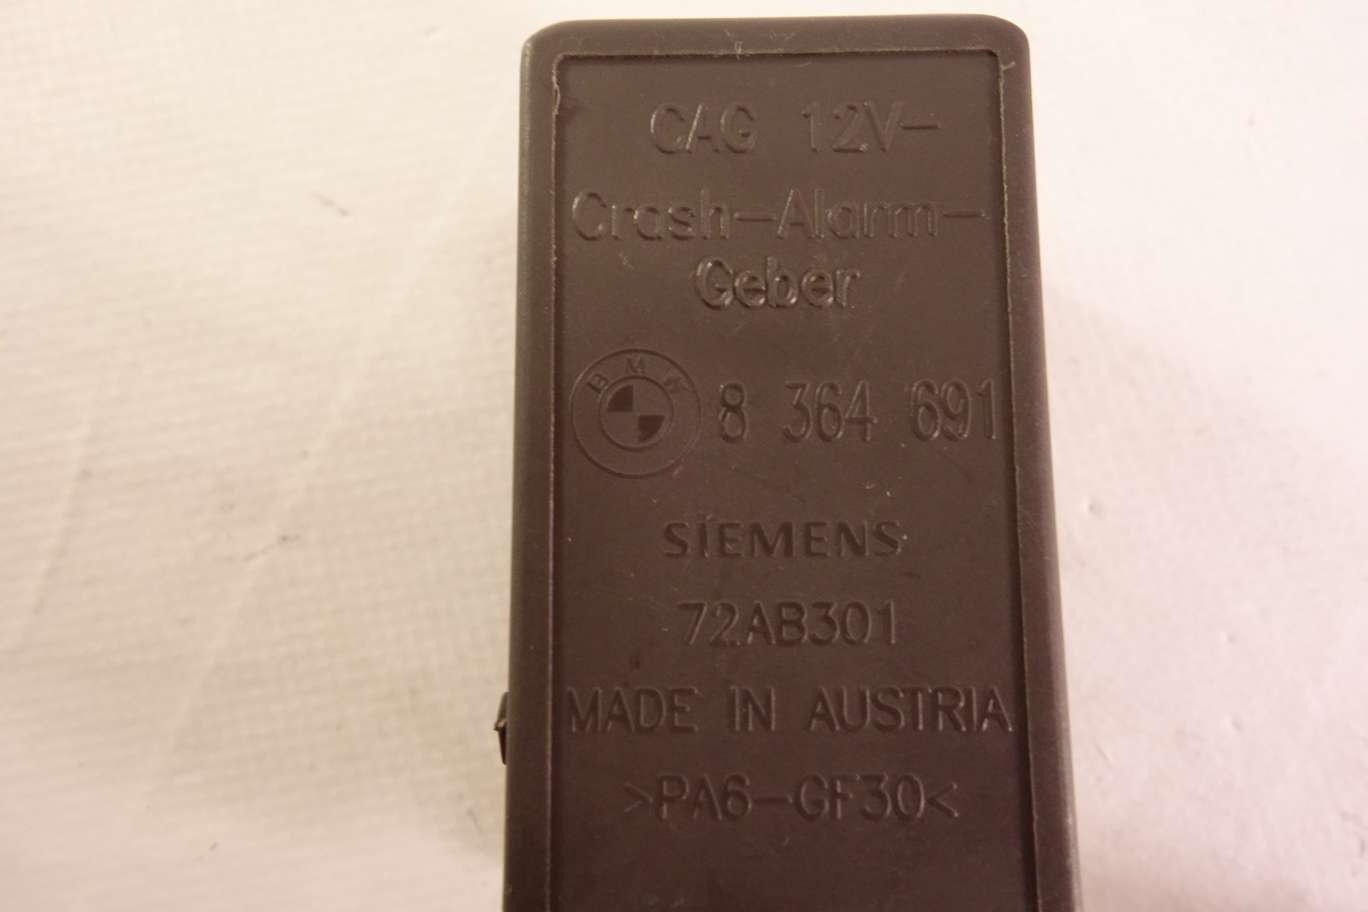 CAG 12V-
Crash-Alarm-
Geber
BMW 8 364 691
SIEMENS
72AB301
MADE IN AUSTRIA
>PA6-GF30<